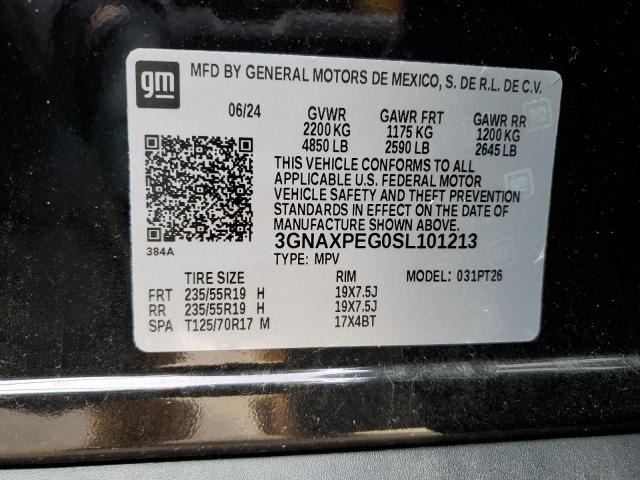 gm
MFD BY GENERAL MOTORS DE MEXICO, S. DE R.L. DE C.V.
06/24 GVWR GAWR FRT GAWR RR
2200 KG 1175 KG 1200 KG
4850 LB 2590 LB 2645 LB
THIS VEHICLE CONFORMS TO ALL
APPLICABLE U.S. FEDERAL MOTOR
VEHICLE SAFETY AND THEFT PREVENTION
STANDARDS IN EFFECT ON THE DATE OF
MANUFACTURE SHOWN ABOVE.
384A
3GNAXPEG0SL101213
TYPE: MPV
TIRE SIZE RIM MODEL: 031PT26
FRT 235/55R19 H 19X7.5J
RR 235/55R19 H 19X7.5J
SPA T125/70R17 M 17X4BT